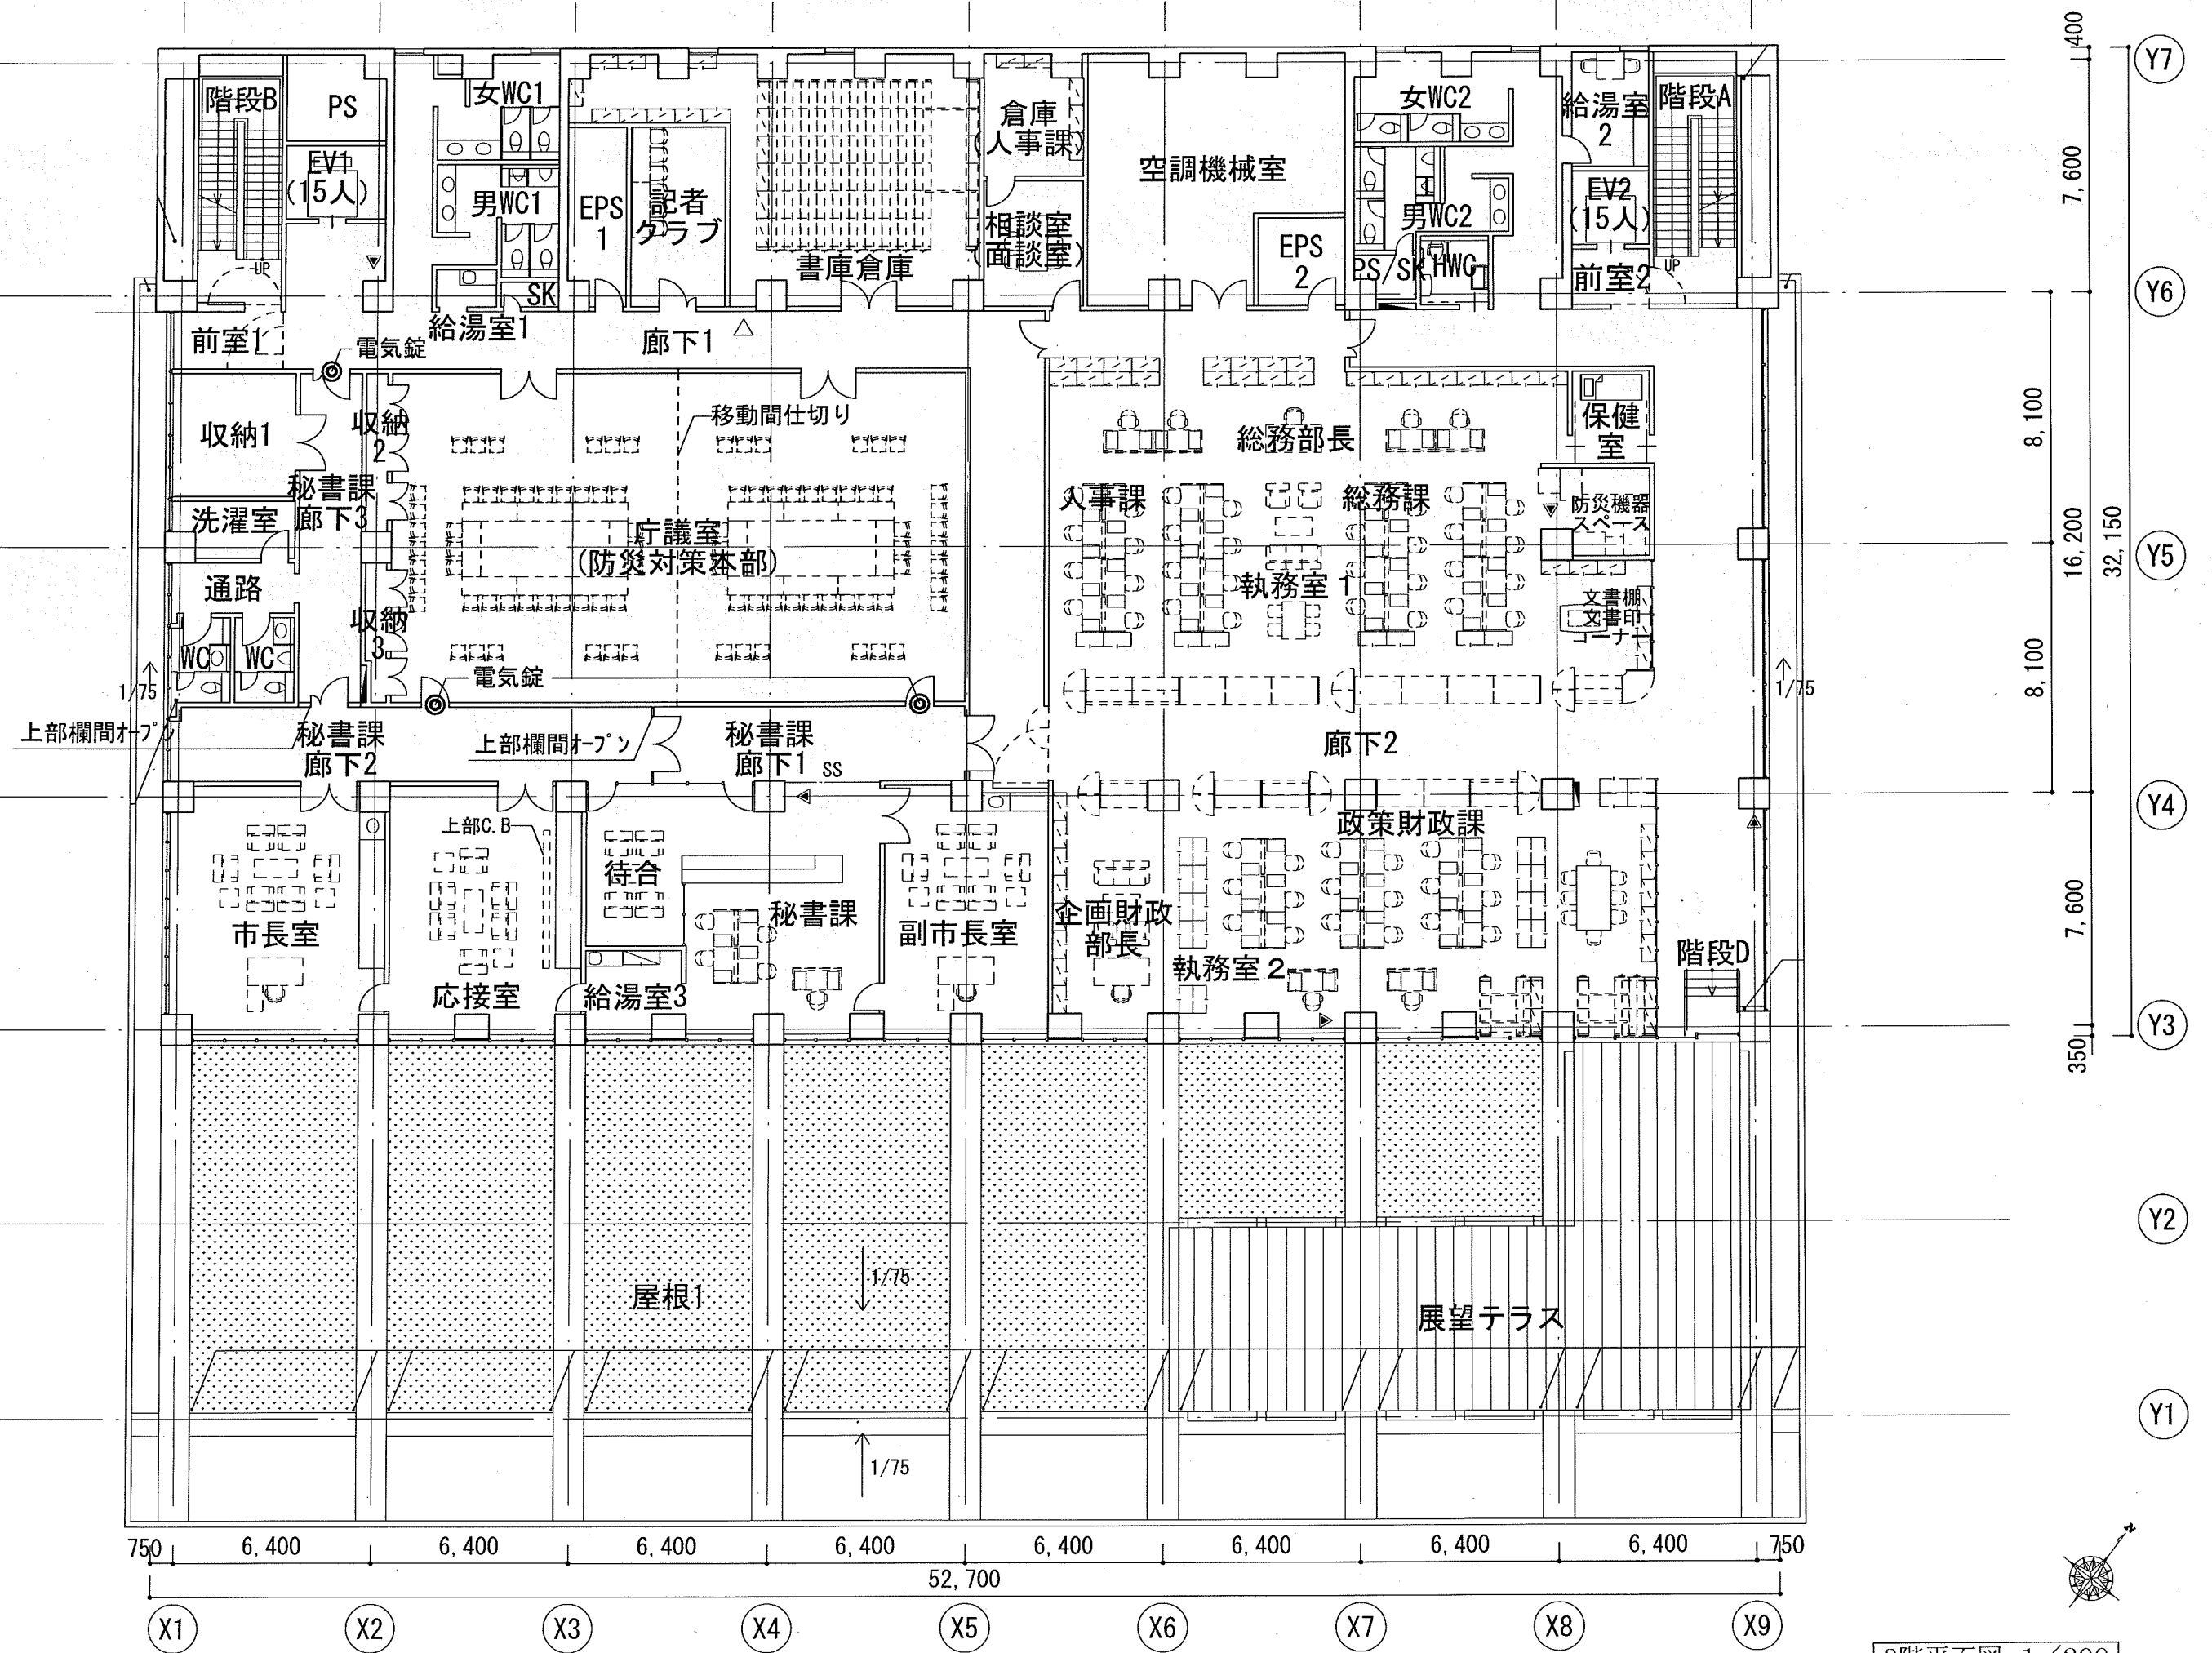 400
Y7
階段B
PS
女WC1
倉庫
(人事課)
女WC2
給湯室
2
階段A
空調機械室
7,600
EV1
(15人)
男WC1
EPS
1
記者
クラブ
相談室
(面談室)
男WC2
EV2
(15人)
書庫倉庫
EPS
2
PS/SK
HWC
前室2
UP
UP
SK
Y6
前室1
電気錠
給湯室1
廊下1
収納1
収納
2
移動間仕切り
総務部長
保健
室
8,100
秘書課
廊下3
洗濯室
人事課
総務課
防災機器
スペース
庁議室
(防災対策本部)
16,200
32,150
Y5
通路
執務室1
文書棚
文書印
コーナー
収納
3
WC
WC
電気錠
8,100
1/75
1/75
上部欄間オープン
秘書課
廊下2
上部欄間オープン
秘書課
廊下1
SS
廊下2
Y4
上部C.B
政策財政課
待合
7,600
市長室
秘書課
副市長室
企画財政
部長
執務室2
階段D
応接室
給湯室3
Y3
350
Y2
屋根1
1/75
展望テラス
Y1
1/75
750
6,400
6,400
6,400
6,400
6,400
6,400
6,400
6,400
750
52,700
N
X1
X2
X3
X4
X5
X6
X7
X8
X9